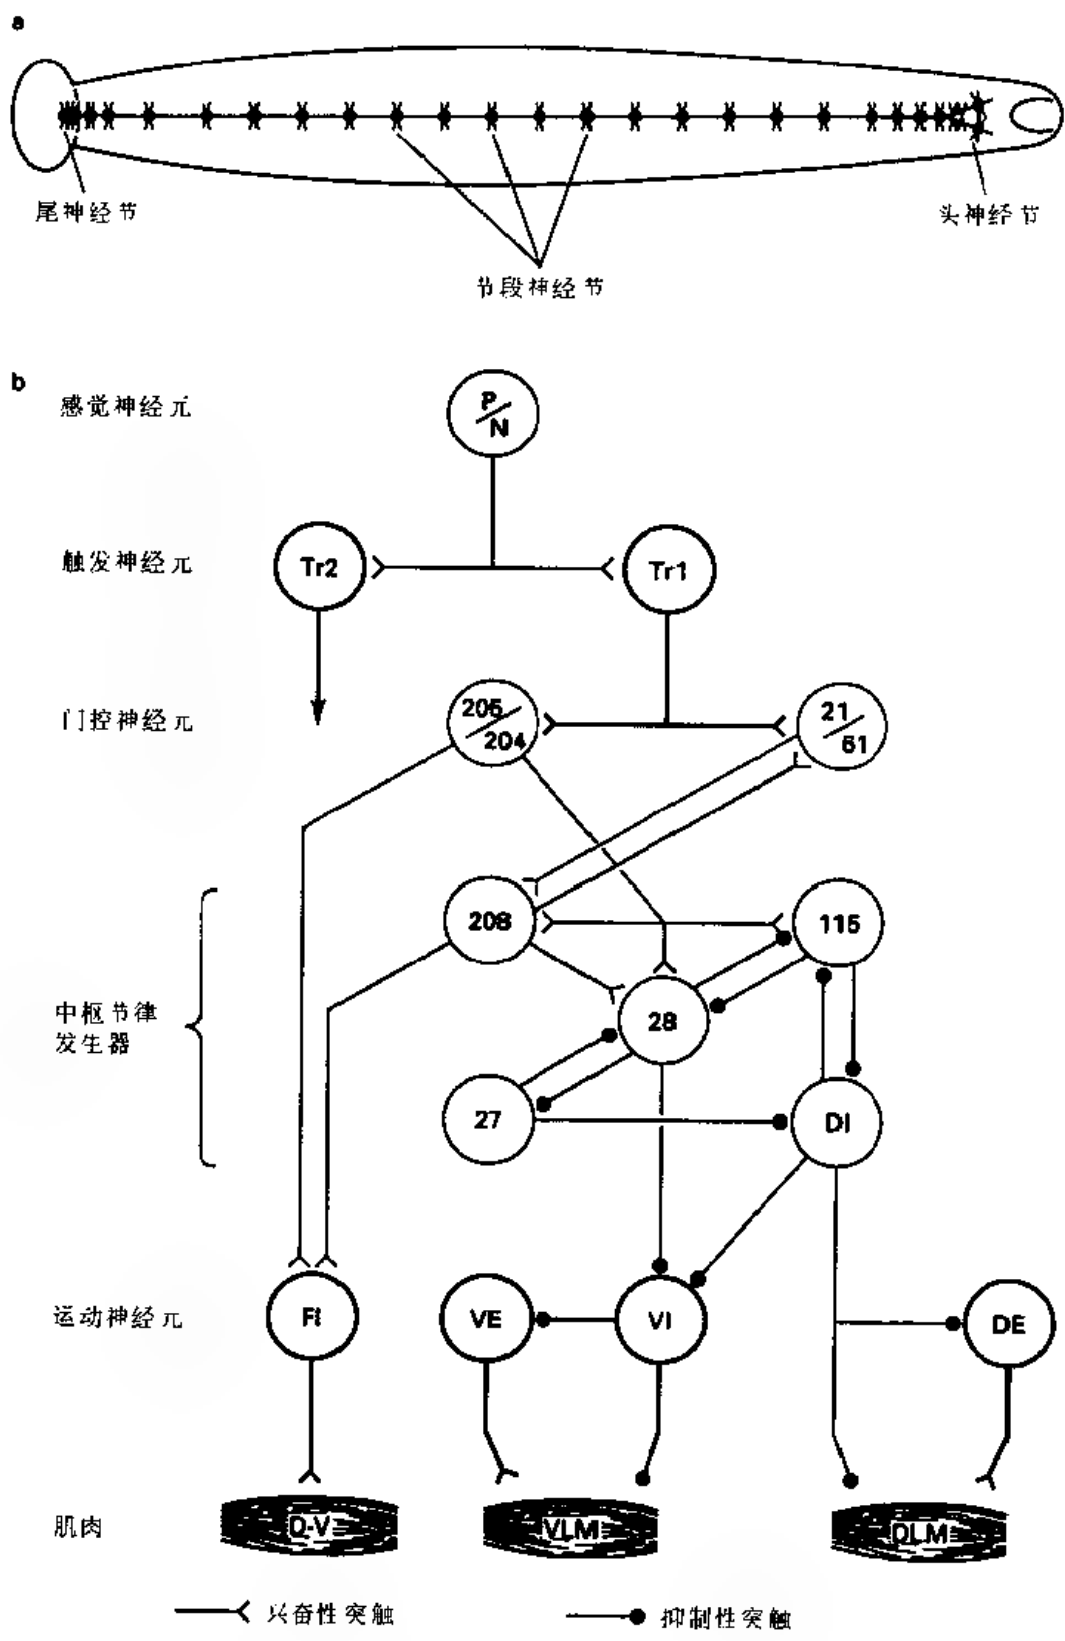 a
尾神经节
头神经节
节段神经节
b
感觉神经元
P/N
触发神经元
Tr2
Tr1
门控神经元
205/204
21/61
208
115
中枢节律
发生器
28
27
DI
运动神经元
FI
VE
VI
DE
肌肉
D-V
VLM
DLM
兴奋性突触
抑制性突触